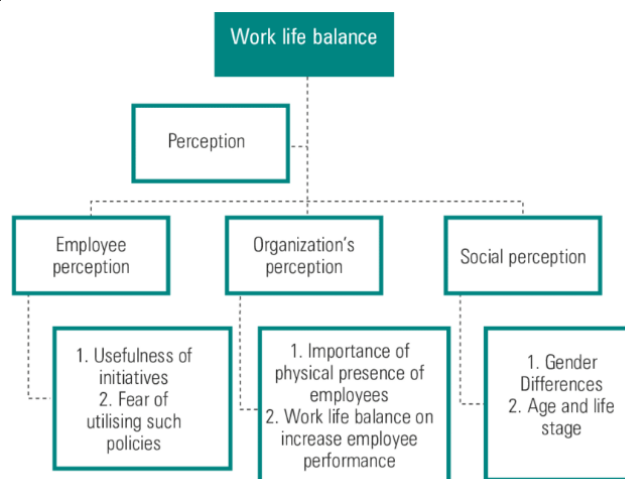 Work life balance
Perception
Employee
perception
Organization's
perception
Social perception
1. Usefulness of
initiatives
2. Fear of
utilising such
policies
1. Importance of
physical presence of
employees
2. Work life balance on
increase employee
performance
1. Gender
Differences
2. Age and life
stage